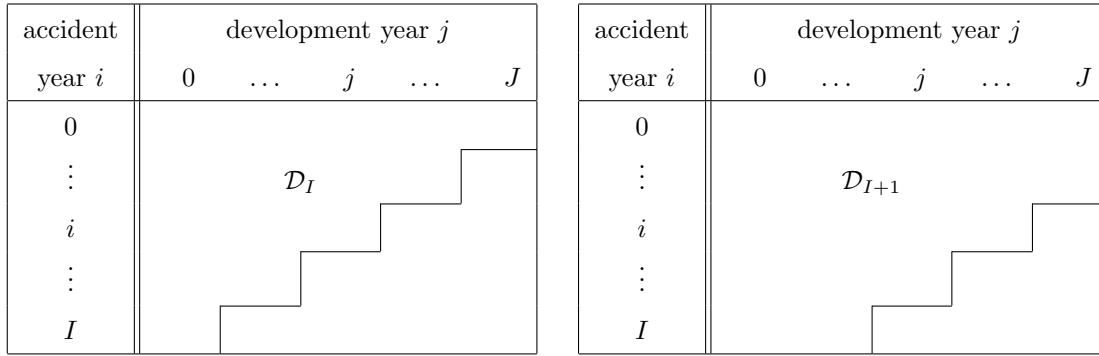 accident development year j
year i 0 … j … J
0
⋮ 𝒟_I
i
⋮
I
accident development year j
year i 0 … j … J
0
⋮ 𝒟_{I+1}
i
⋮
I